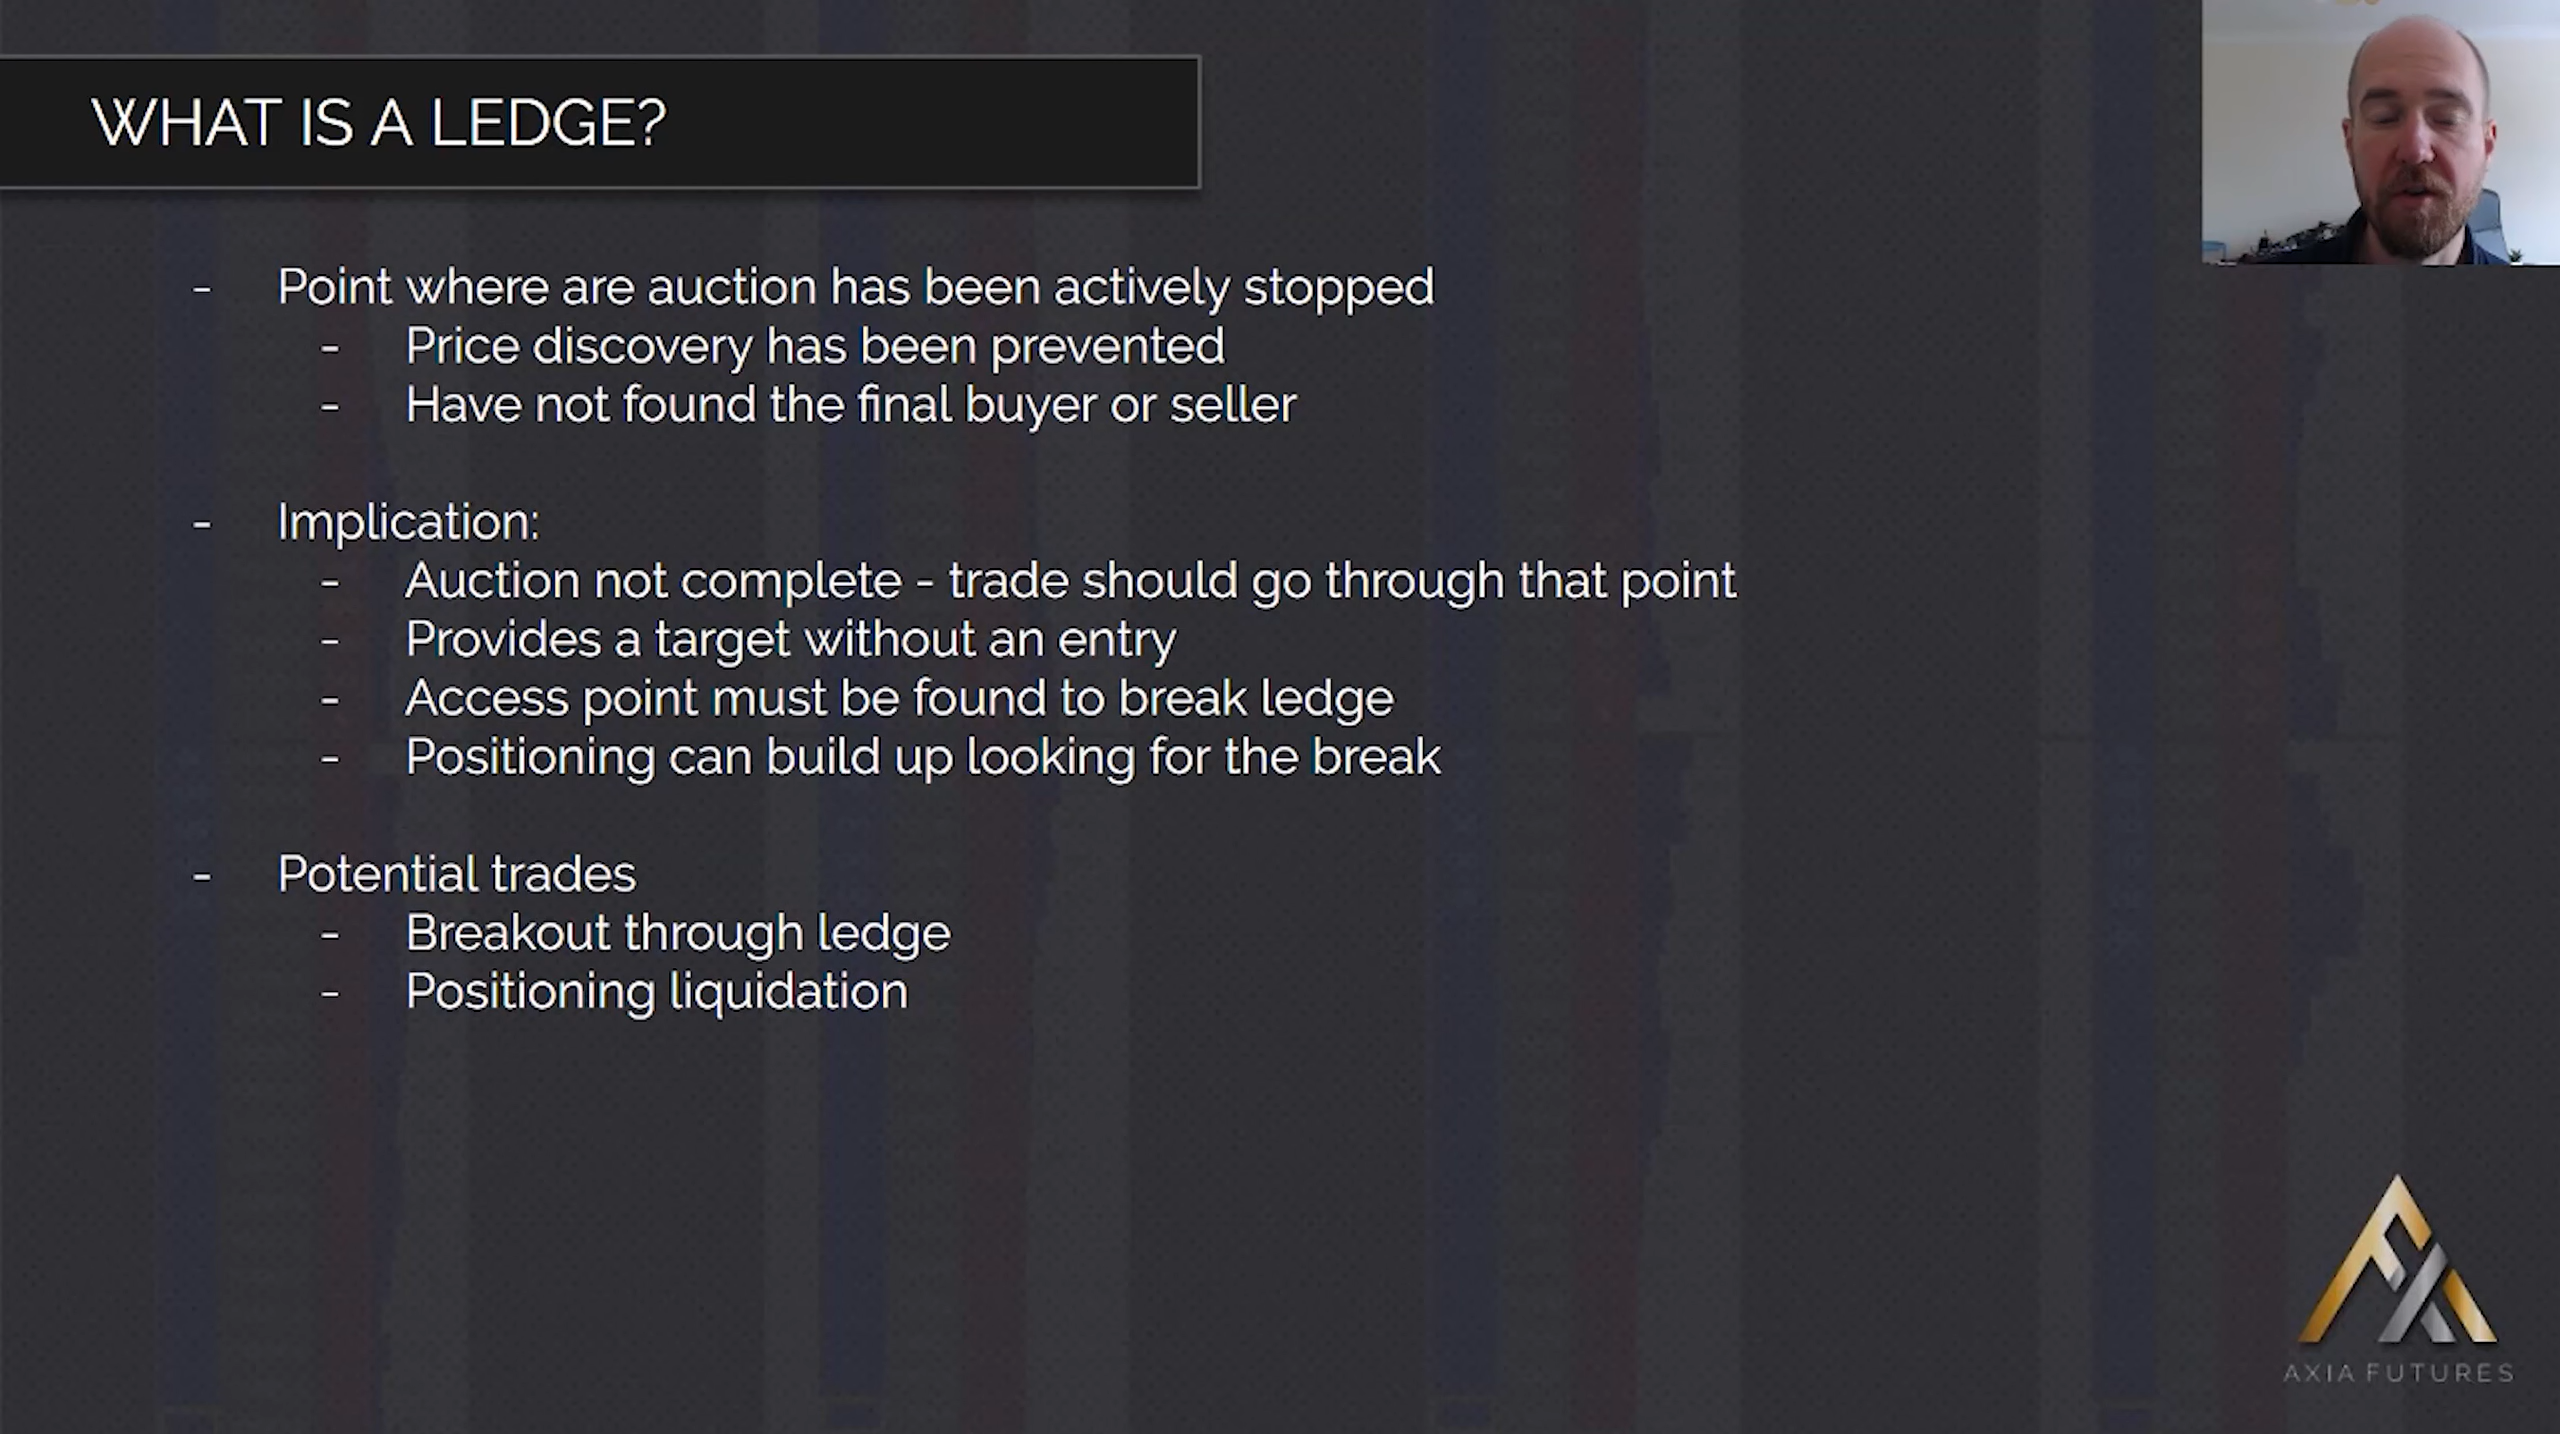 WHAT IS A LEDGE?
- Point where are auction has been actively stopped
- Price discovery has been prevented
- Have not found the final buyer or seller
- Implication:
- Auction not complete - trade should go through that point
- Provides a target without an entry
- Access point must be found to break ledge
- Positioning can build up looking for the break
- Potential trades
- Breakout through ledge
- Positioning liquidation
AXIA FUTURES